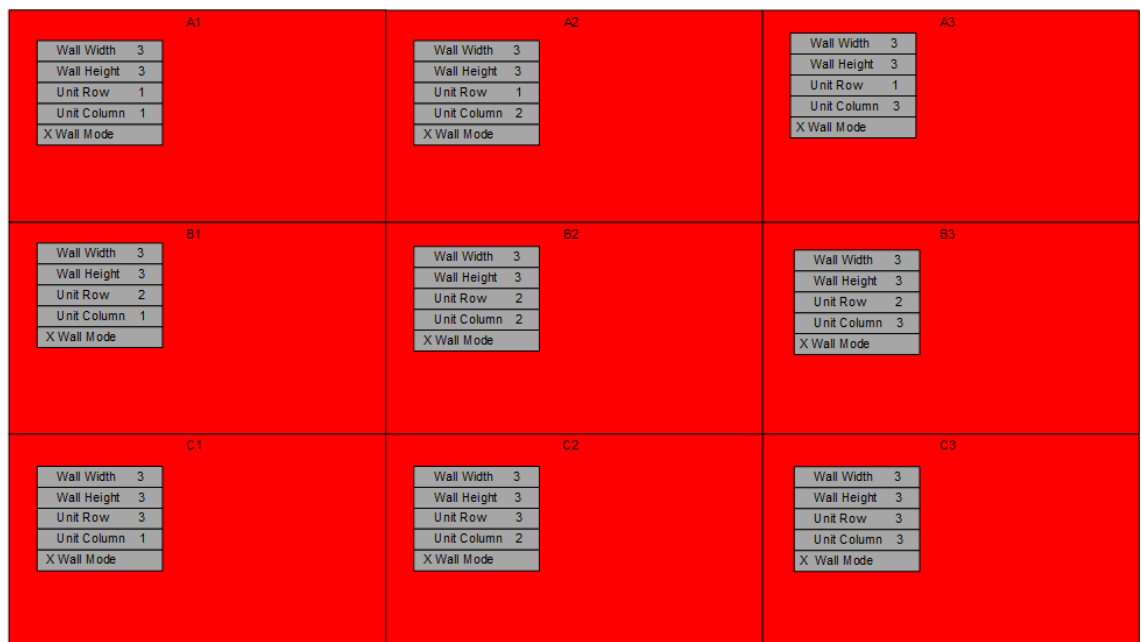 A1
Wall Width 3
Wall Height 3
Unit Row 1
Unit Column 1
X Wall Mode
A2
Wall Width 3
Wall Height 3
Unit Row 1
Unit Column 2
X Wall Mode
A3
Wall Width 3
Wall Height 3
Unit Row 1
Unit Column 3
X Wall Mode
B1
Wall Width 3
Wall Height 3
Unit Row 2
Unit Column 1
X Wall Mode
B2
Wall Width 3
Wall Height 3
Unit Row 2
Unit Column 2
X Wall Mode
B3
Wall Width 3
Wall Height 3
Unit Row 2
Unit Column 3
X Wall Mode
C1
Wall Width 3
Wall Height 3
Unit Row 3
Unit Column 1
X Wall Mode
C2
Wall Width 3
Wall Height 3
Unit Row 3
Unit Column 2
X Wall Mode
C3
Wall Width 3
Wall Height 3
Unit Row 3
Unit Column 3
X Wall Mode